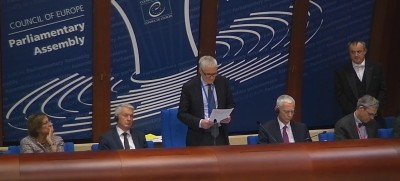 COUNCIL OF EUROPE
Parliamentary
Assembly